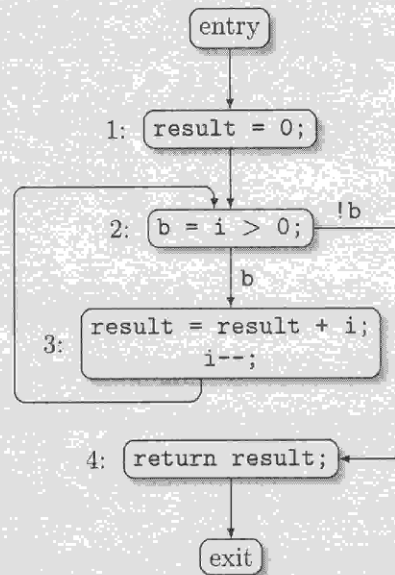 entry
1: result = 0;
2: b = i > 0; !b
b
3: result = result + i;
i--;
4: return result;
exit